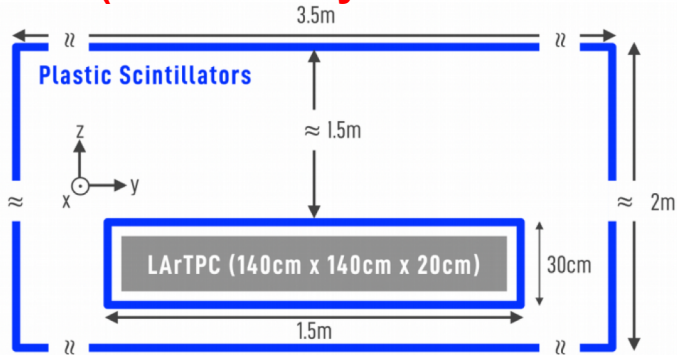 3.5m
≈
≈
Plastic Scintillators
≈ 1.5m
z
x
y
≈
≈ 2m
LArTPC (140cm x 140cm x 20cm)
30cm
1.5m
≈
≈